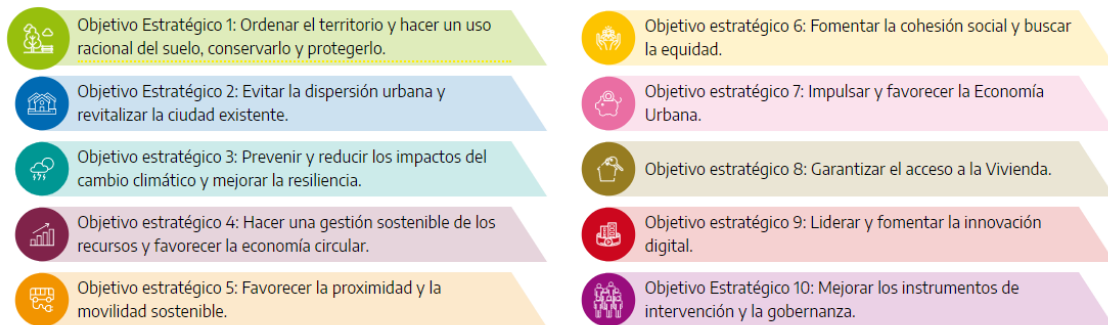 Objetivo Estratégico 1: Ordenar el territorio y hacer un uso
racional del suelo, conservarlo y protegerlo.
Objetivo Estratégico 2: Evitar la dispersión urbana y
revitalizar la ciudad existente.
Objetivo estratégico 3: Prevenir y reducir los impactos del
cambio climático y mejorar la resiliencia.
Objetivo estratégico 4: Hacer una gestión sostenible de los
recursos y favorecer la economía circular.
Objetivo estratégico 5: Favorecer la proximidad y la
movilidad sostenible.
Objetivo estratégico 6: Fomentar la cohesión social y buscar
la equidad.
Objetivo estratégico 7: Impulsar y favorecer la Economía
Urbana.
Objetivo estratégico 8: Garantizar el acceso a la Vivienda.
Objetivo estratégico 9: Liderar y fomentar la innovación
digital.
Objetivo Estratégico 10: Mejorar los instrumentos de
intervención y la gobernanza.